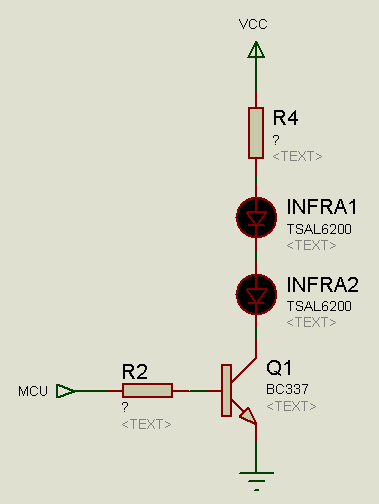 VCC
R4
?
<TEXT>
INFRA1
TSAL6200
<TEXT>
INFRA2
TSAL6200
<TEXT>
Q1
BC337
<TEXT>
R2
?
<TEXT>
MCU